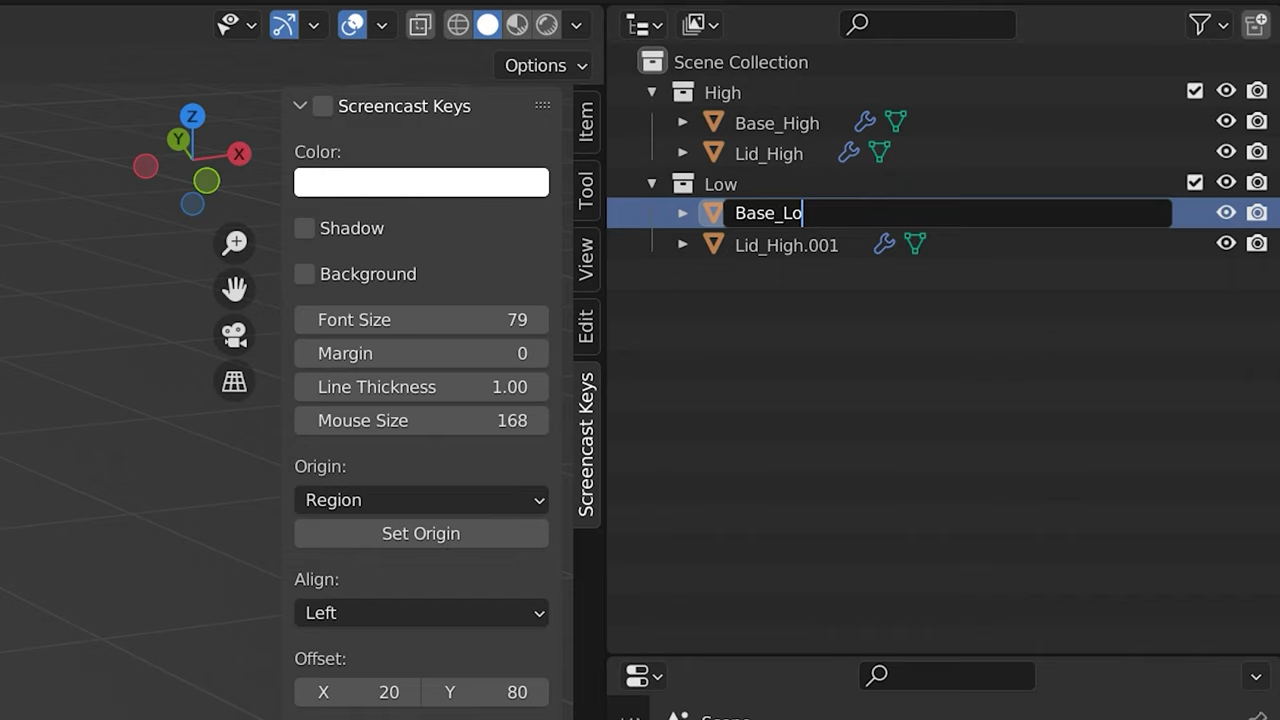 Options
Screencast Keys
Color:
Shadow
Background
Font Size 79
Margin 0
Line Thickness 1.00
Mouse Size 168
Origin:
Region
Set Origin
Align:
Left
Offset:
X 20 Y 80
Z
Y
X
Item
Tool
View
Edit
Screencast Keys
Scene Collection
High
Base_High
Lid_High
Low
Base_Lo
Lid_High.001
Scene